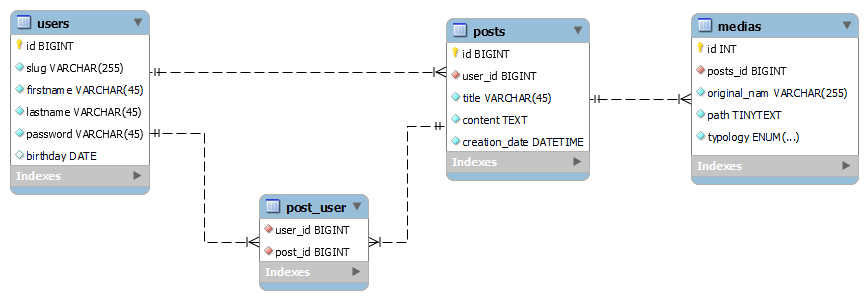 users
id BIGINT
slug VARCHAR(255)
firstname VARCHAR(45)
lastname VARCHAR(45)
password VARCHAR(45)
birthday DATE
Indexes
posts
id BIGINT
user_id BIGINT
title VARCHAR(45)
content TEXT
creation_date DATETIME
Indexes
medias
id INT
posts_id BIGINT
original_nam VARCHAR(255)
path TINYTEXT
typology ENUM(...)
Indexes
post_user
user_id BIGINT
post_id BIGINT
Indexes